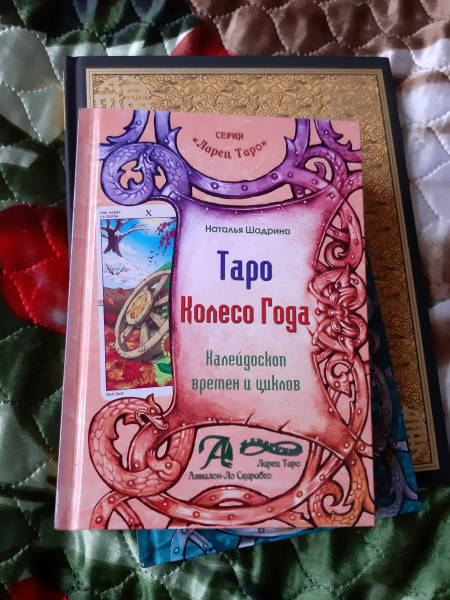 СЕРИЯ
«Ларец Таро»
Наталья Шадрина
X
Таро
Колесо Года
Калейдоскоп
времен и циклов
Ларец Таро
Аввалон-Ло Скарабео